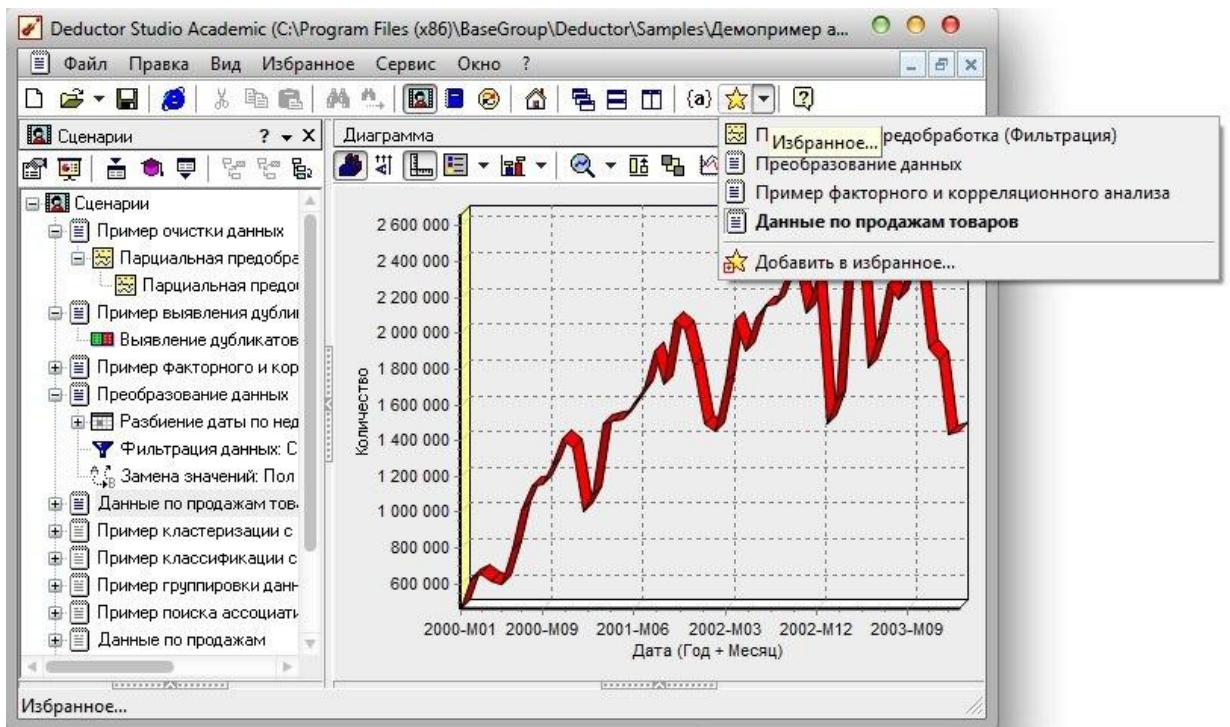 Deductor Studio Academic (C:\Program Files (x86)\BaseGroup\Deductor\Samples\Демопример а...
Файл Правка Вид Избранное Сервис Окно ?
{a}
Сценарии ? X
Диаграмма
Избранное...
редобработка (Фильтрация)
Преобразование данных
Пример факторного и корреляционного анализа
Данные по продажам товаров
Добавить в избранное...
Сценарии
Пример очистки данных
Парциальная предобра
Парциальная предо
Пример выявления дубли
Выявление дубликатов
Пример факторного и кор
Преобразование данных
Разбиение даты по нед
Фильтрация данных: С
Замена значений: Пол
Данные по продажам тов
Пример кластеризации с
Пример классификации с
Пример группировки данн
Пример поиска ассоциати
Данные по продажам
2 600 000
2 400 000
2 200 000
2 000 000
1 800 000
1 600 000
1 400 000
1 200 000
1 000 000
800 000
600 000
Количество
2000-M01 2000-M09 2001-M06 2002-M03 2002-M12 2003-M09
Дата (Год + Месяц)
Избранное...